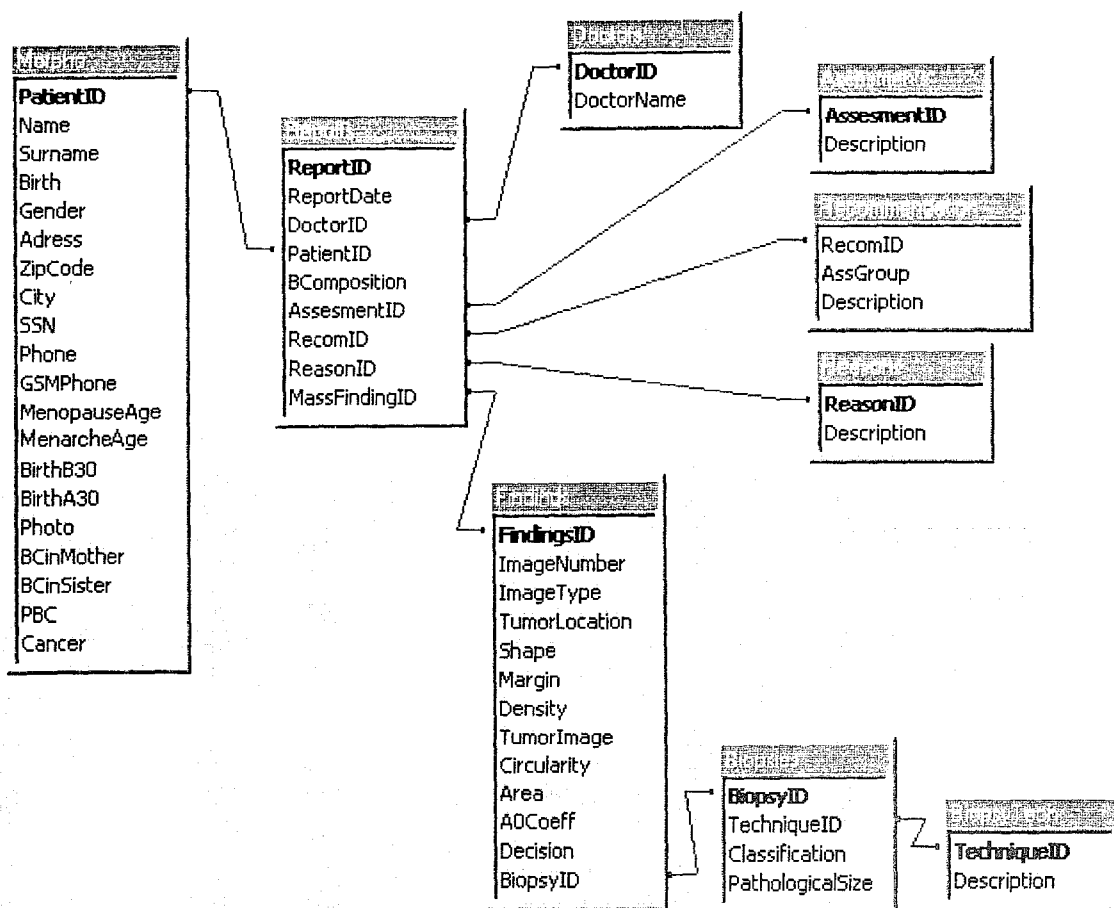 PatientID
Name
Surname
Birth
Gender
Adress
ZipCode
City
SSN
Phone
GSMPhone
MenopauseAge
MenarcheAge
BirthB30
BirthA30
Photo
BCinMother
BCinSister
PBC
Cancer
ReportID
ReportDate
DoctorID
PatientID
BComposition
AssesmentID
RecomID
ReasonID
MassFindingID
Doctors
DoctorID
DoctorName
AssesmentID
Description
RecomID
AssGroup
Description
ReasonID
Description
FindingsID
ImageNumber
ImageType
TumorLocation
Shape
Margin
Density
TumorImage
Circularity
Area
A0Coeff
Decision
BiopsyID
BiopsyID
TechniqueID
Classification
PathologicalSize
TechniqueID
Description